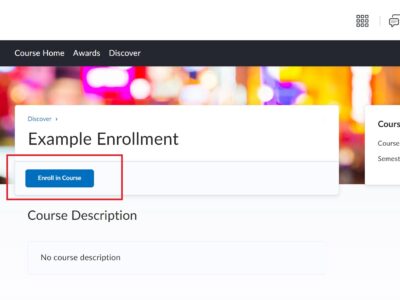 Course Home Awards Discover
Discover ›
Example Enrollment
Enroll in Course
Course Description
No course description
Cours
Course
Semest